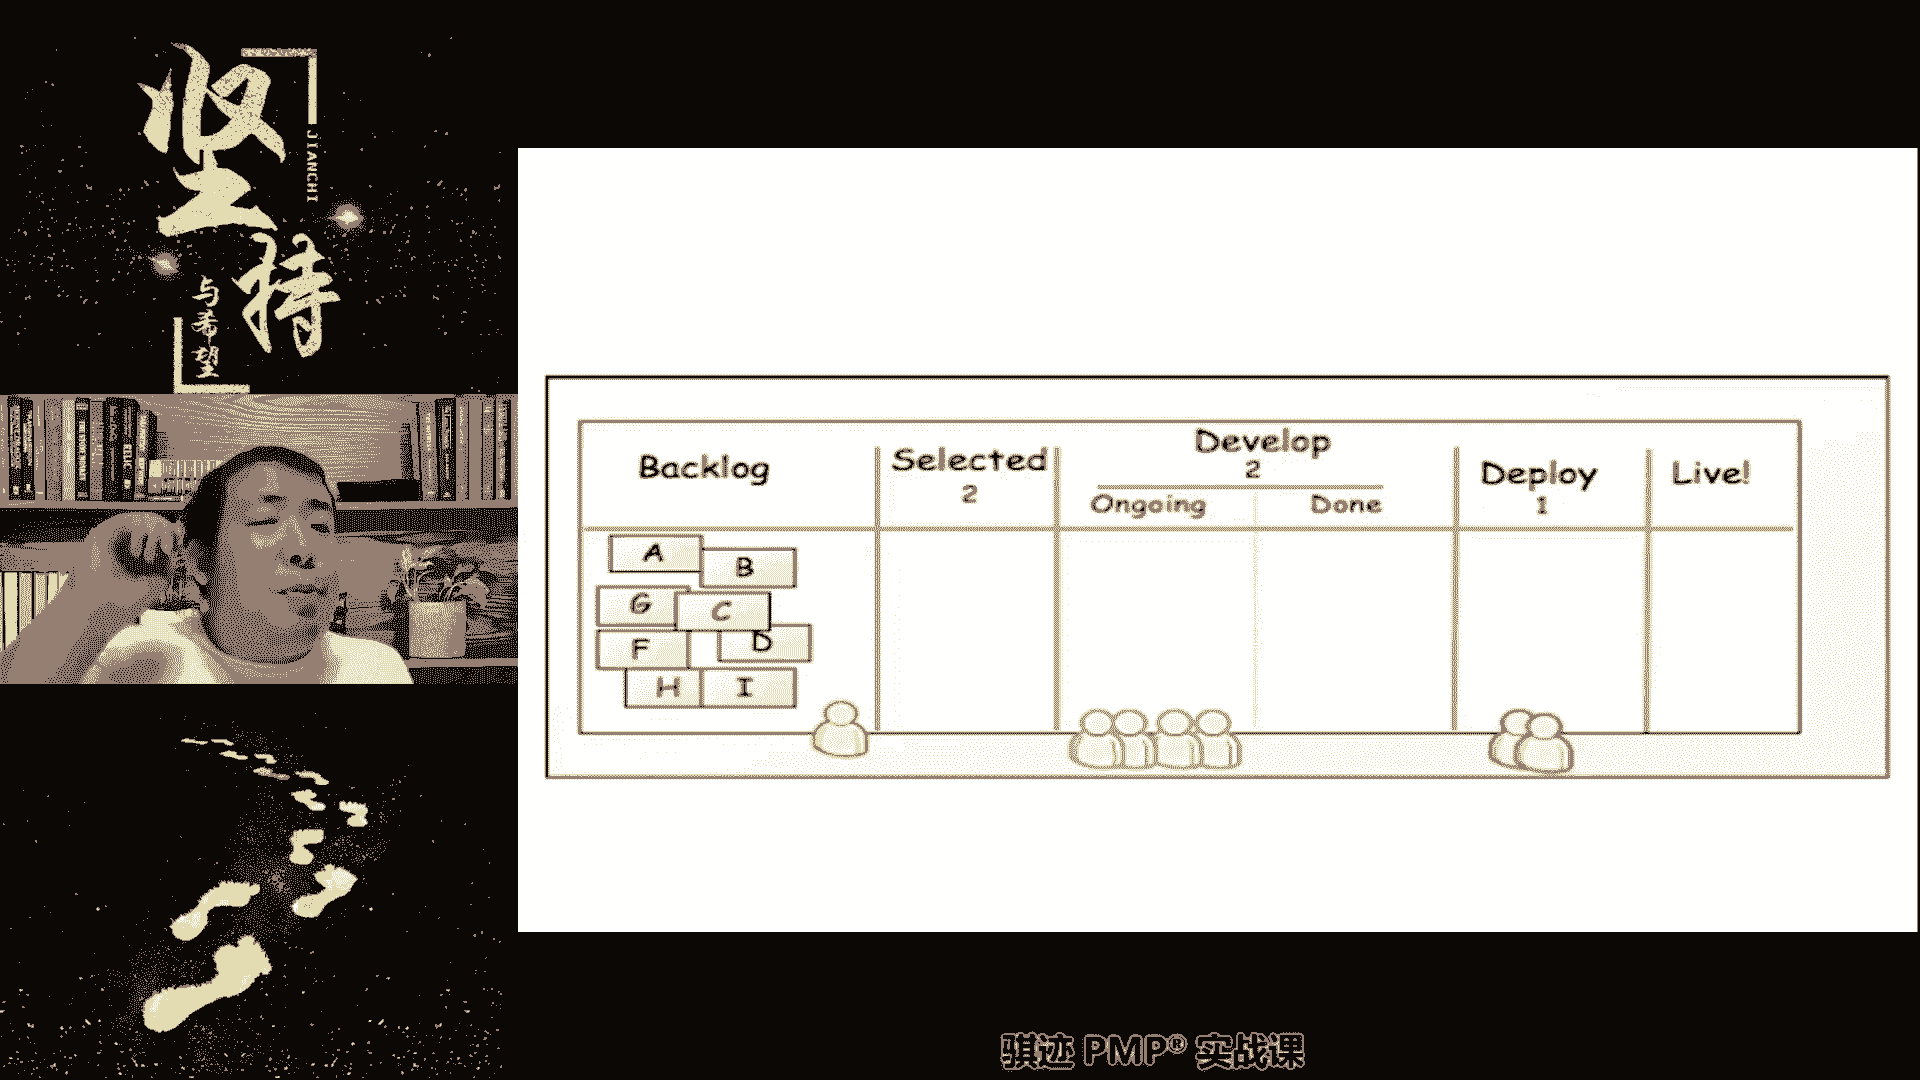 坚持
JIANCHI
与希望
Backlog
Selected
2
Develop
2
Ongoing
Done
Deploy
1
Live!
A
B
G
C
F
D
H
I
骐迹 PMP® 实战课